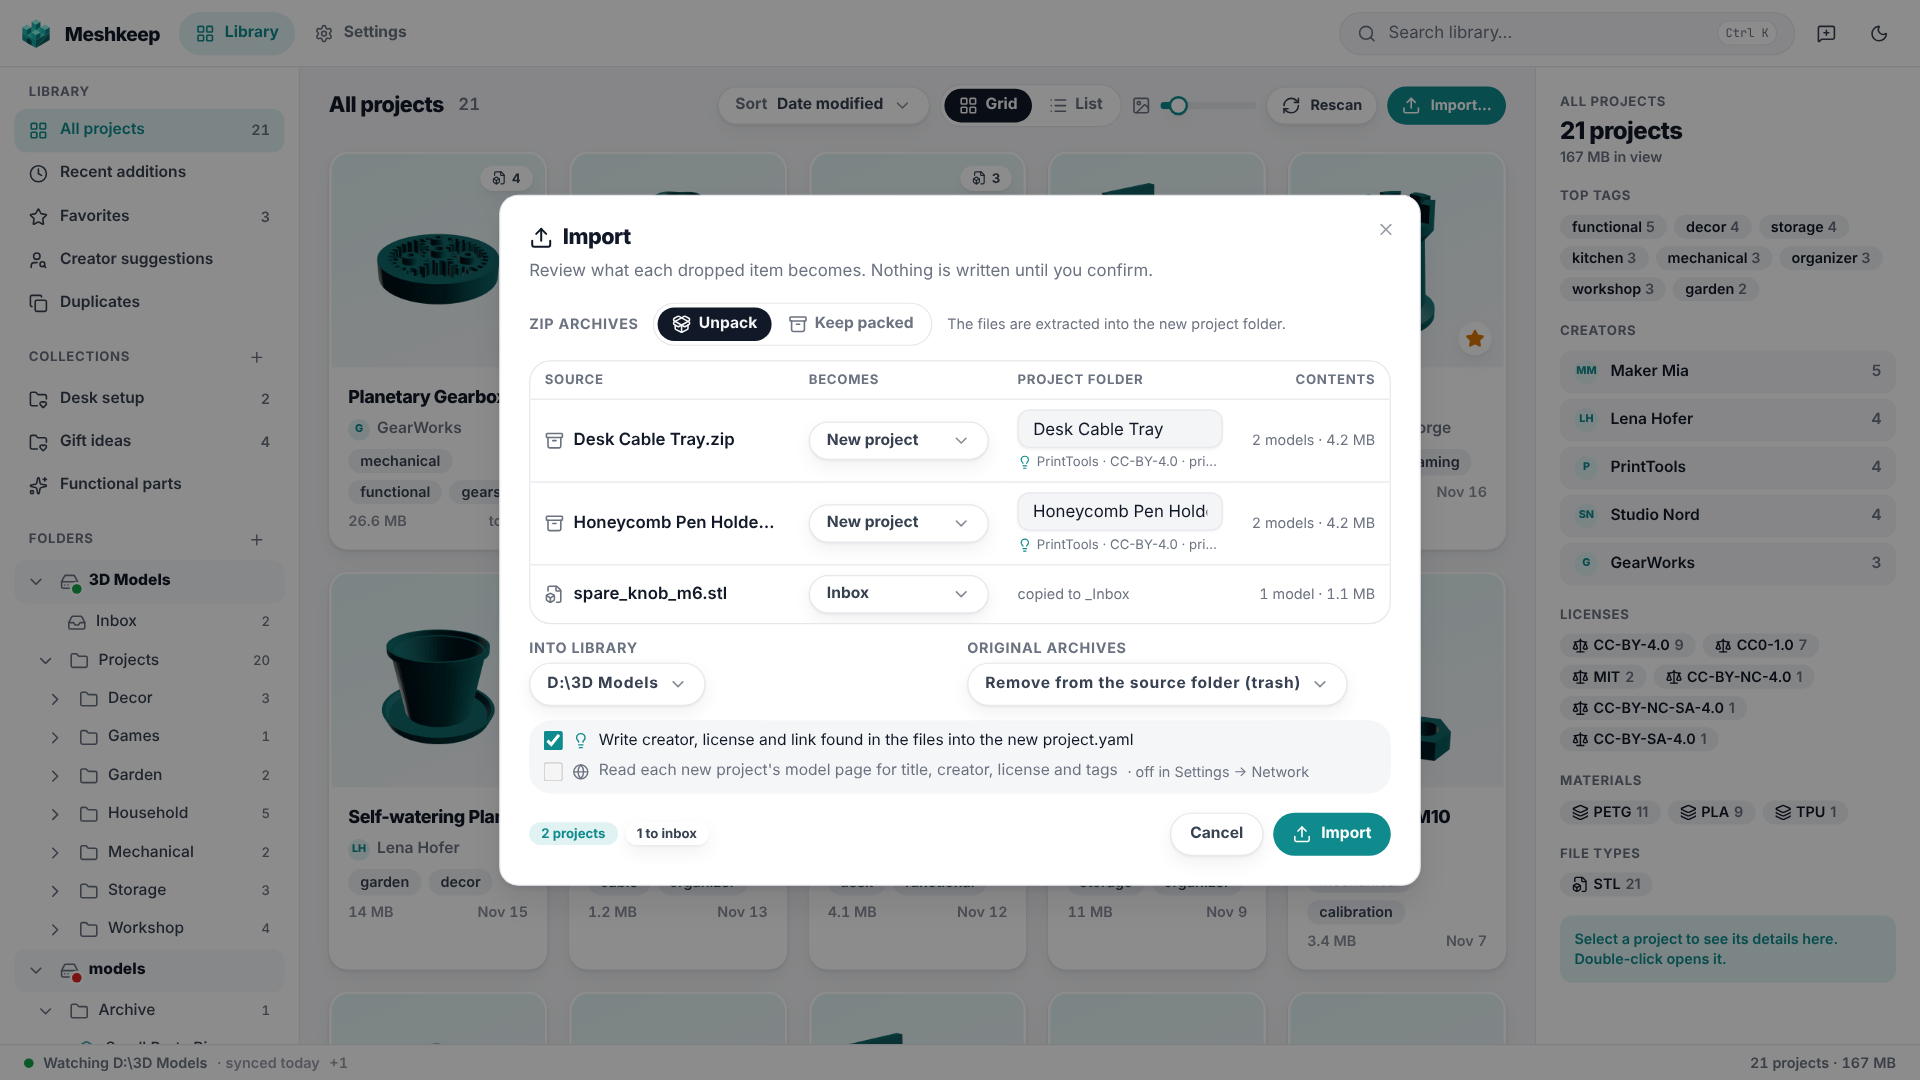 Meshkeep
Library
Settings
Search library...
Ctrl K
LIBRARY
All projects 21
Recent additions
Favorites 3
Creator suggestions
Duplicates
COLLECTIONS
Desk setup 2
Gift ideas 4
Functional parts
FOLDERS
3D Models
Inbox 2
Projects 20
Decor 3
Games 1
Garden 2
Household 5
Mechanical 2
Storage 3
Workshop 4
models
Archive 1
All projects 21
Sort Date modified
Grid
List
Rescan
Import...
4
3
Planetary Gearbo
G GearWorks
mechanical
functional gears
26.6 MB
Nov 16
Self-watering Pla
LH Lena Hofer
garden decor
14 MB Nov 15
1.2 MB Nov 13
4.1 MB Nov 12
11 MB Nov 9
M10
calibration
3.4 MB Nov 7
Import
Review what each dropped item becomes. Nothing is written until you confirm.
ZIP ARCHIVES
Unpack
Keep packed
The files are extracted into the new project folder.
SOURCE BECOMES PROJECT FOLDER CONTENTS
Desk Cable Tray.zip New project Desk Cable Tray 2 models · 4.2 MB
PrintTools · CC-BY-4.0 · pri...
Honeycomb Pen Holde... New project Honeycomb Pen Hold 2 models · 4.2 MB
PrintTools · CC-BY-4.0 · pri...
spare_knob_m6.stl Inbox copied to _Inbox 1 model · 1.1 MB
INTO LIBRARY
D:\3D Models
ORIGINAL ARCHIVES
Remove from the source folder (trash)
Write creator, license and link found in the files into the new project.yaml
Read each new project's model page for title, creator, license and tags · off in Settings → Network
2 projects
1 to inbox
Cancel
Import
ALL PROJECTS
21 projects
167 MB in view
TOP TAGS
functional 5 decor 4 storage 4
kitchen 3 mechanical 3 organizer 3
workshop 3 garden 2
CREATORS
MM Maker Mia 5
LH Lena Hofer 4
P PrintTools 4
SN Studio Nord 4
G GearWorks 3
LICENSES
CC-BY-4.0 9 CC0-1.0 7
MIT 2 CC-BY-NC-4.0 1
CC-BY-NC-SA-4.0 1
CC-BY-SA-4.0 1
MATERIALS
PETG 11 PLA 9 TPU 1
FILE TYPES
STL 21
Select a project to see its details here.
Double-click opens it.
Watching D:\3D Models · synced today +1
21 projects · 167 MB